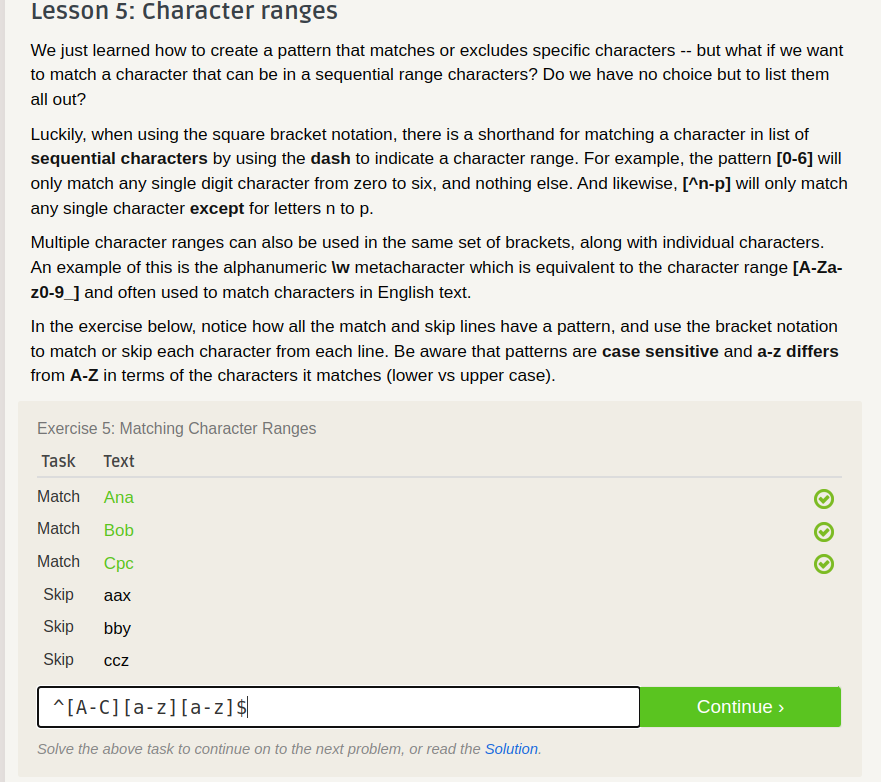 Lesson 5: Character ranges
We just learned how to create a pattern that matches or excludes specific characters -- but what if we want
to match a character that can be in a sequential range characters? Do we have no choice but to list them
all out?
Luckily, when using the square bracket notation, there is a shorthand for matching a character in list of
sequential characters by using the dash to indicate a character range. For example, the pattern [0-6] will
only match any single digit character from zero to six, and nothing else. And likewise, [^n-p] will only match
any single character except for letters n to p.
Multiple character ranges can also be used in the same set of brackets, along with individual characters.
An example of this is the alphanumeric \w metacharacter which is equivalent to the character range [A-Za-
z0-9_] and often used to match characters in English text.
In the exercise below, notice how all the match and skip lines have a pattern, and use the bracket notation
to match or skip each character from each line. Be aware that patterns are case sensitive and a-z differs
from A-Z in terms of the characters it matches (lower vs upper case).
Exercise 5: Matching Character Ranges
Task Text
Match Ana
Match Bob
Match Cpc
Skip aax
Skip bby
Skip ccz
^[A-C][a-z][a-z]$ Continue ›
Solve the above task to continue on to the next problem, or read the Solution.